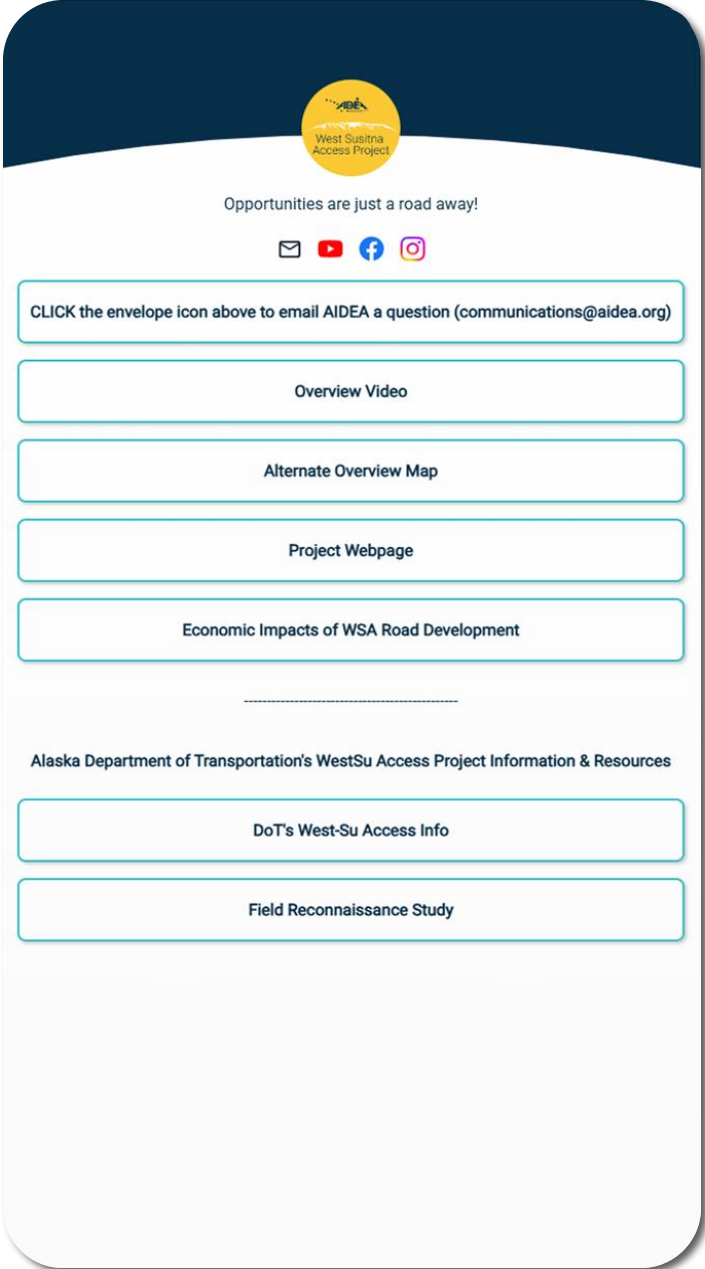 AIDEA
West Susitna
Access Project
Opportunities are just a road away!
CLICK the envelope icon above to email AIDEA a question (communications@aidea.org)
Overview Video
Alternate Overview Map
Project Webpage
Economic Impacts of WSA Road Development
-----------------------------------------------
Alaska Department of Transportation's WestSu Access Project Information & Resources
DoT's West-Su Access Info
Field Reconnaissance Study